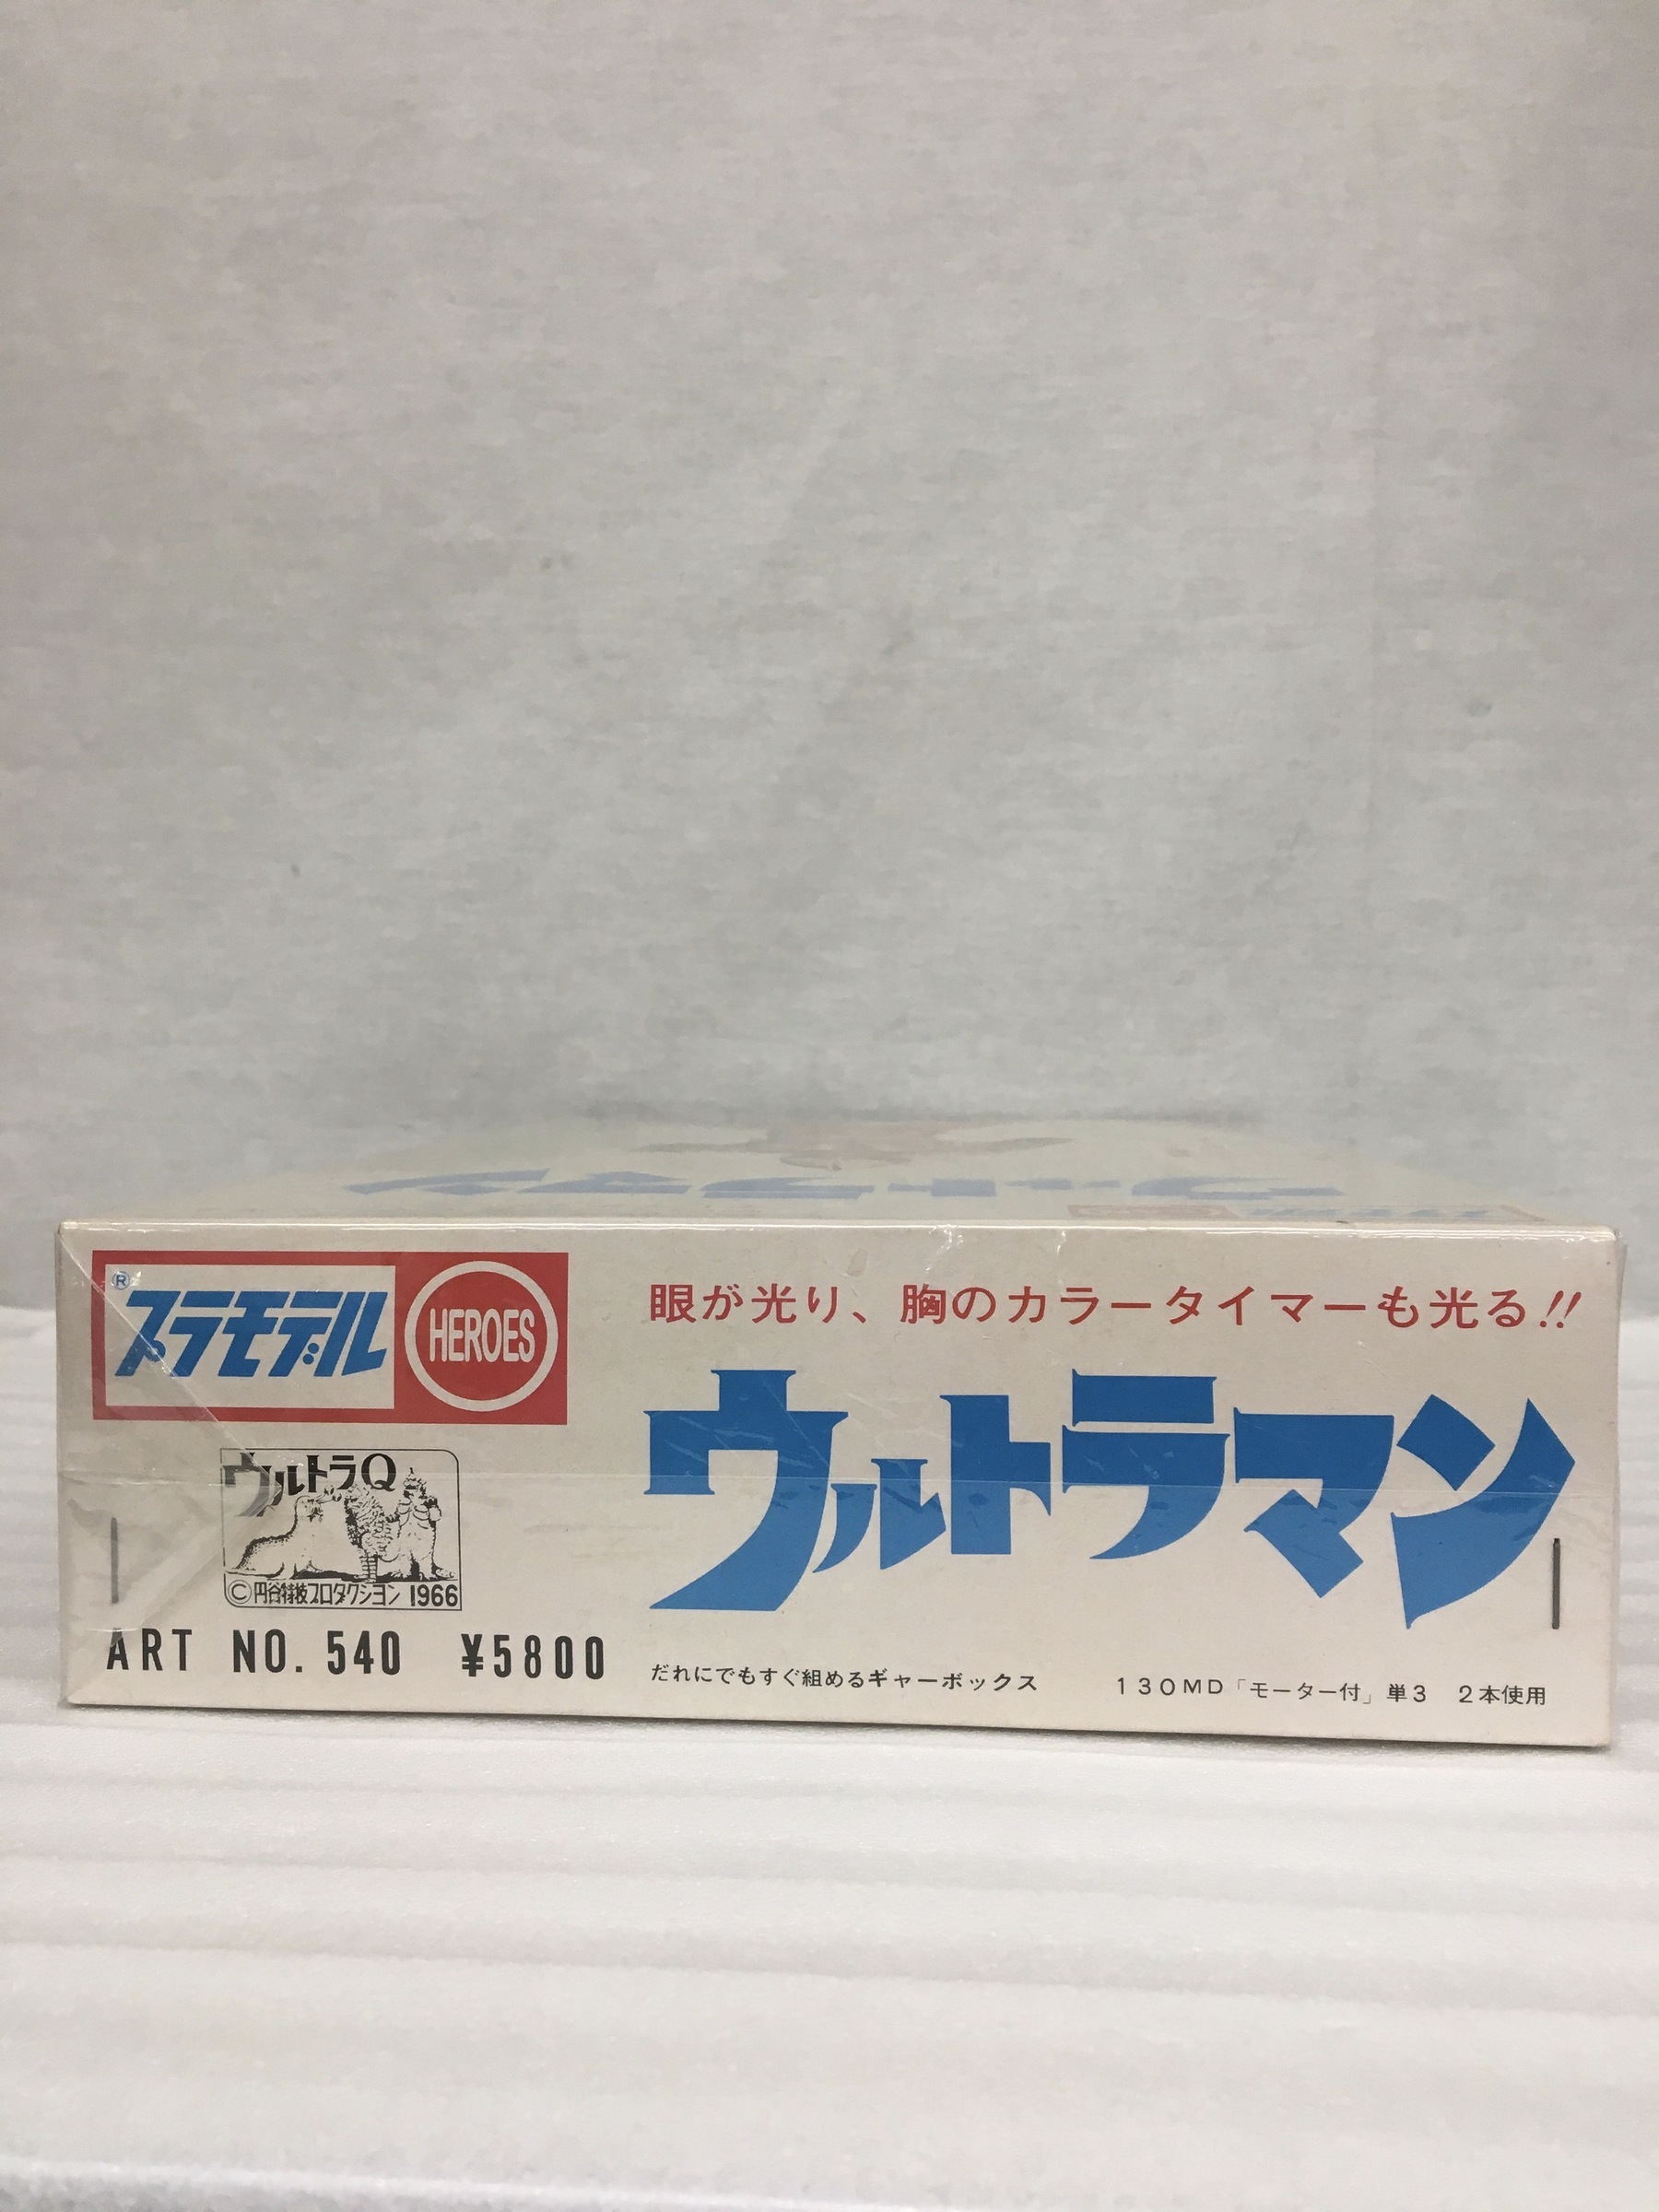 ® プラモデル HEROES
眼が光り、胸のカラータイマーも光る!!
ウルトラマン
ウルトラQ
©円谷特技プロダクション 1966
ART NO. 540 ¥5800
だれにでもすぐ組めるギャーボックス 130MD「モーター付」単3 2本使用